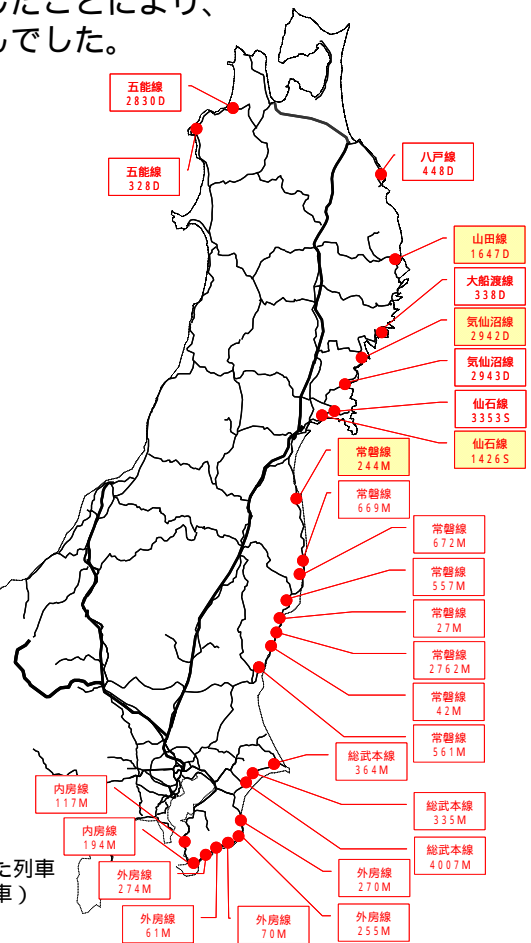 したことにより、
んでした。
五能線
2830D
五能線
328D
八戸線
448D
山田線
1647D
大船渡線
338D
気仙沼線
2942D
気仙沼線
2943D
仙石線
3353S
仙石線
1426S
常磐線
244M
常磐線
669M
常磐線
672M
常磐線
557M
常磐線
27M
常磐線
2762M
常磐線
42M
常磐線
561M
総武本線
364M
総武本線
335M
総武本線
4007M
内房線
117M
内房線
194M
外房線
274M
外房線
61M
外房線
70M
外房線
255M
外房線
270M
た列車
車）